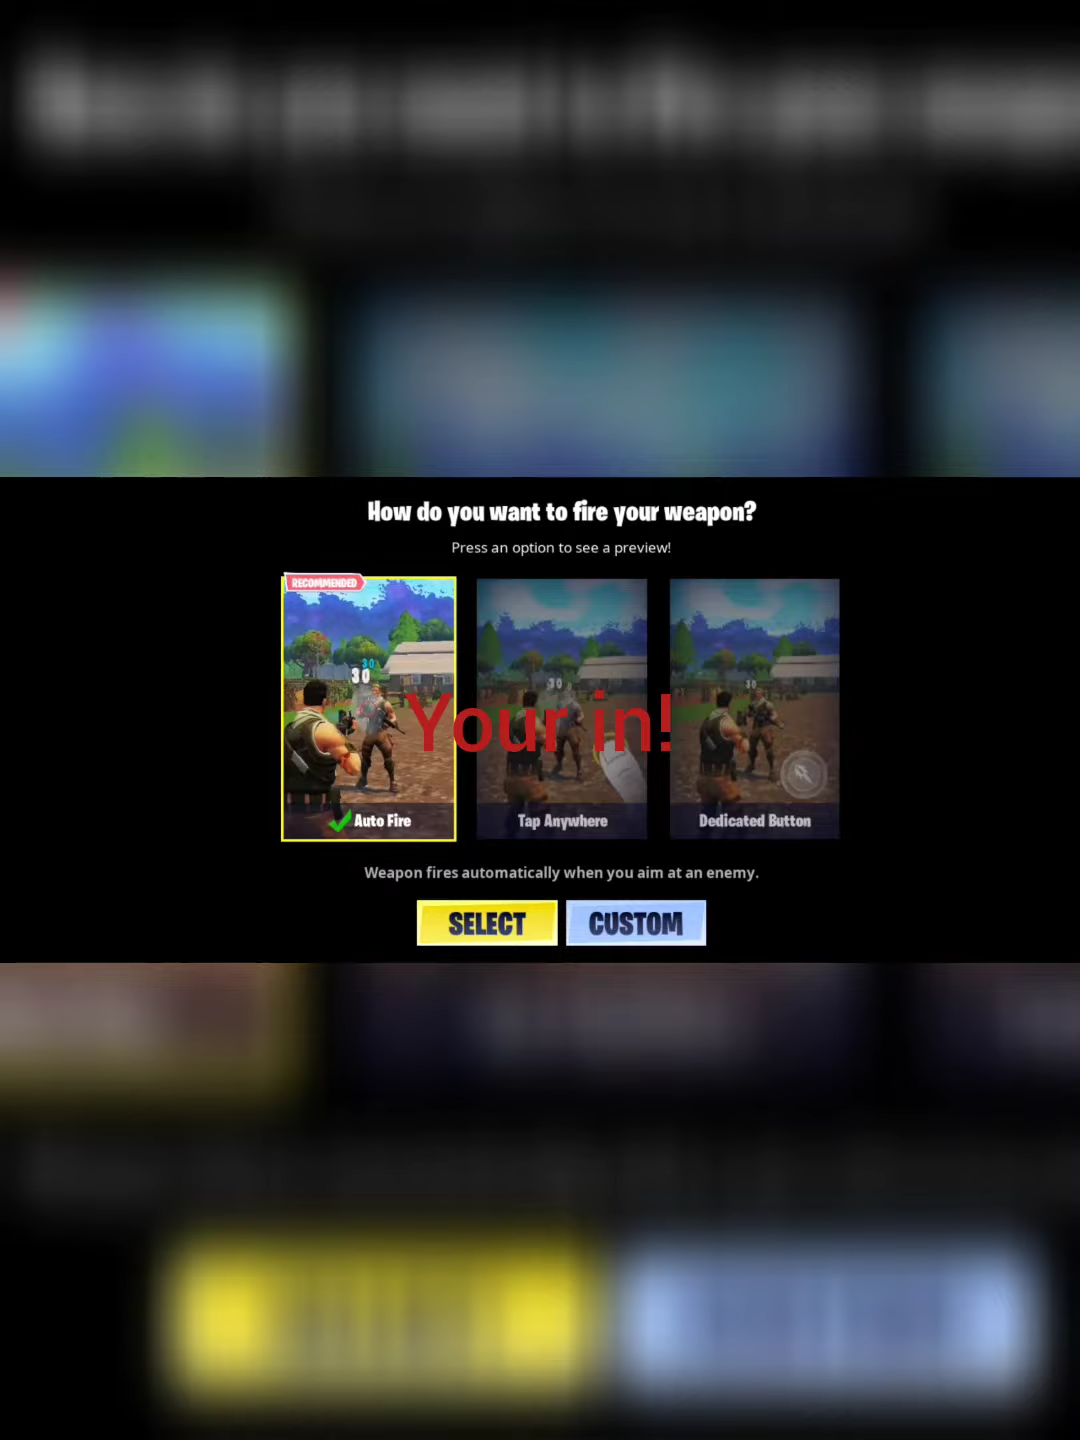 How do you want to fire your weapon?
Press an option to see a preview!
RECOMMENDED
30
30
30
30
Your in!
Auto Fire
Tap Anywhere
Dedicated Button
Weapon fires automatically when you aim at an enemy.
SELECT
CUSTOM